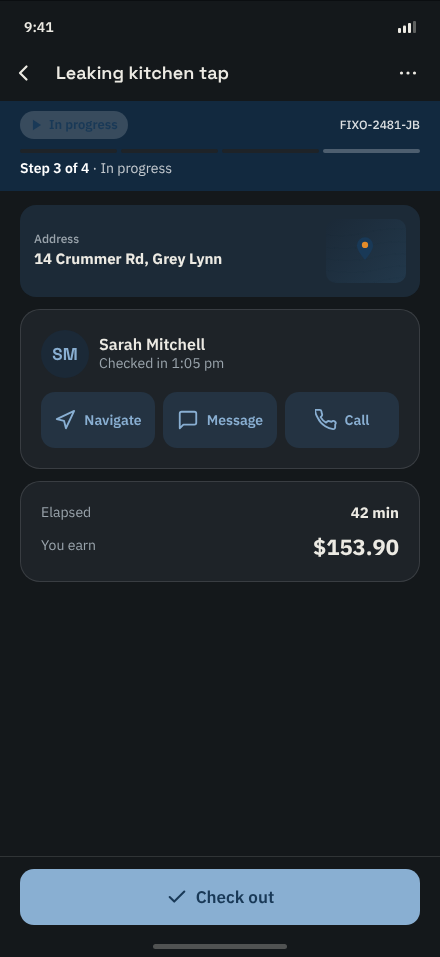 9:41
Leaking kitchen tap
In progress
FIXO-2481-JB
Step 3 of 4 · In progress
Address
14 Crummer Rd, Grey Lynn
SM
Sarah Mitchell
Checked in 1:05 pm
Navigate
Message
Call
Elapsed
42 min
You earn
$153.90
Check out